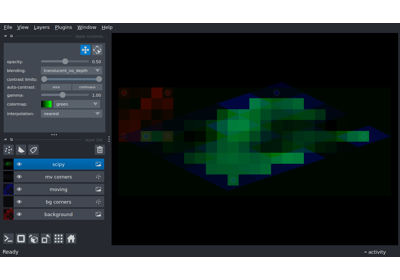 File View Layers Plugins Window Help
opacity: 0.50
blending: translucent_no_depth
contrast limits:
auto-contrast: once continuous
gamma: 1.00
colormap: green
interpolation: nearest
scipy
mv corners
moving
bg corners
background
Ready activity